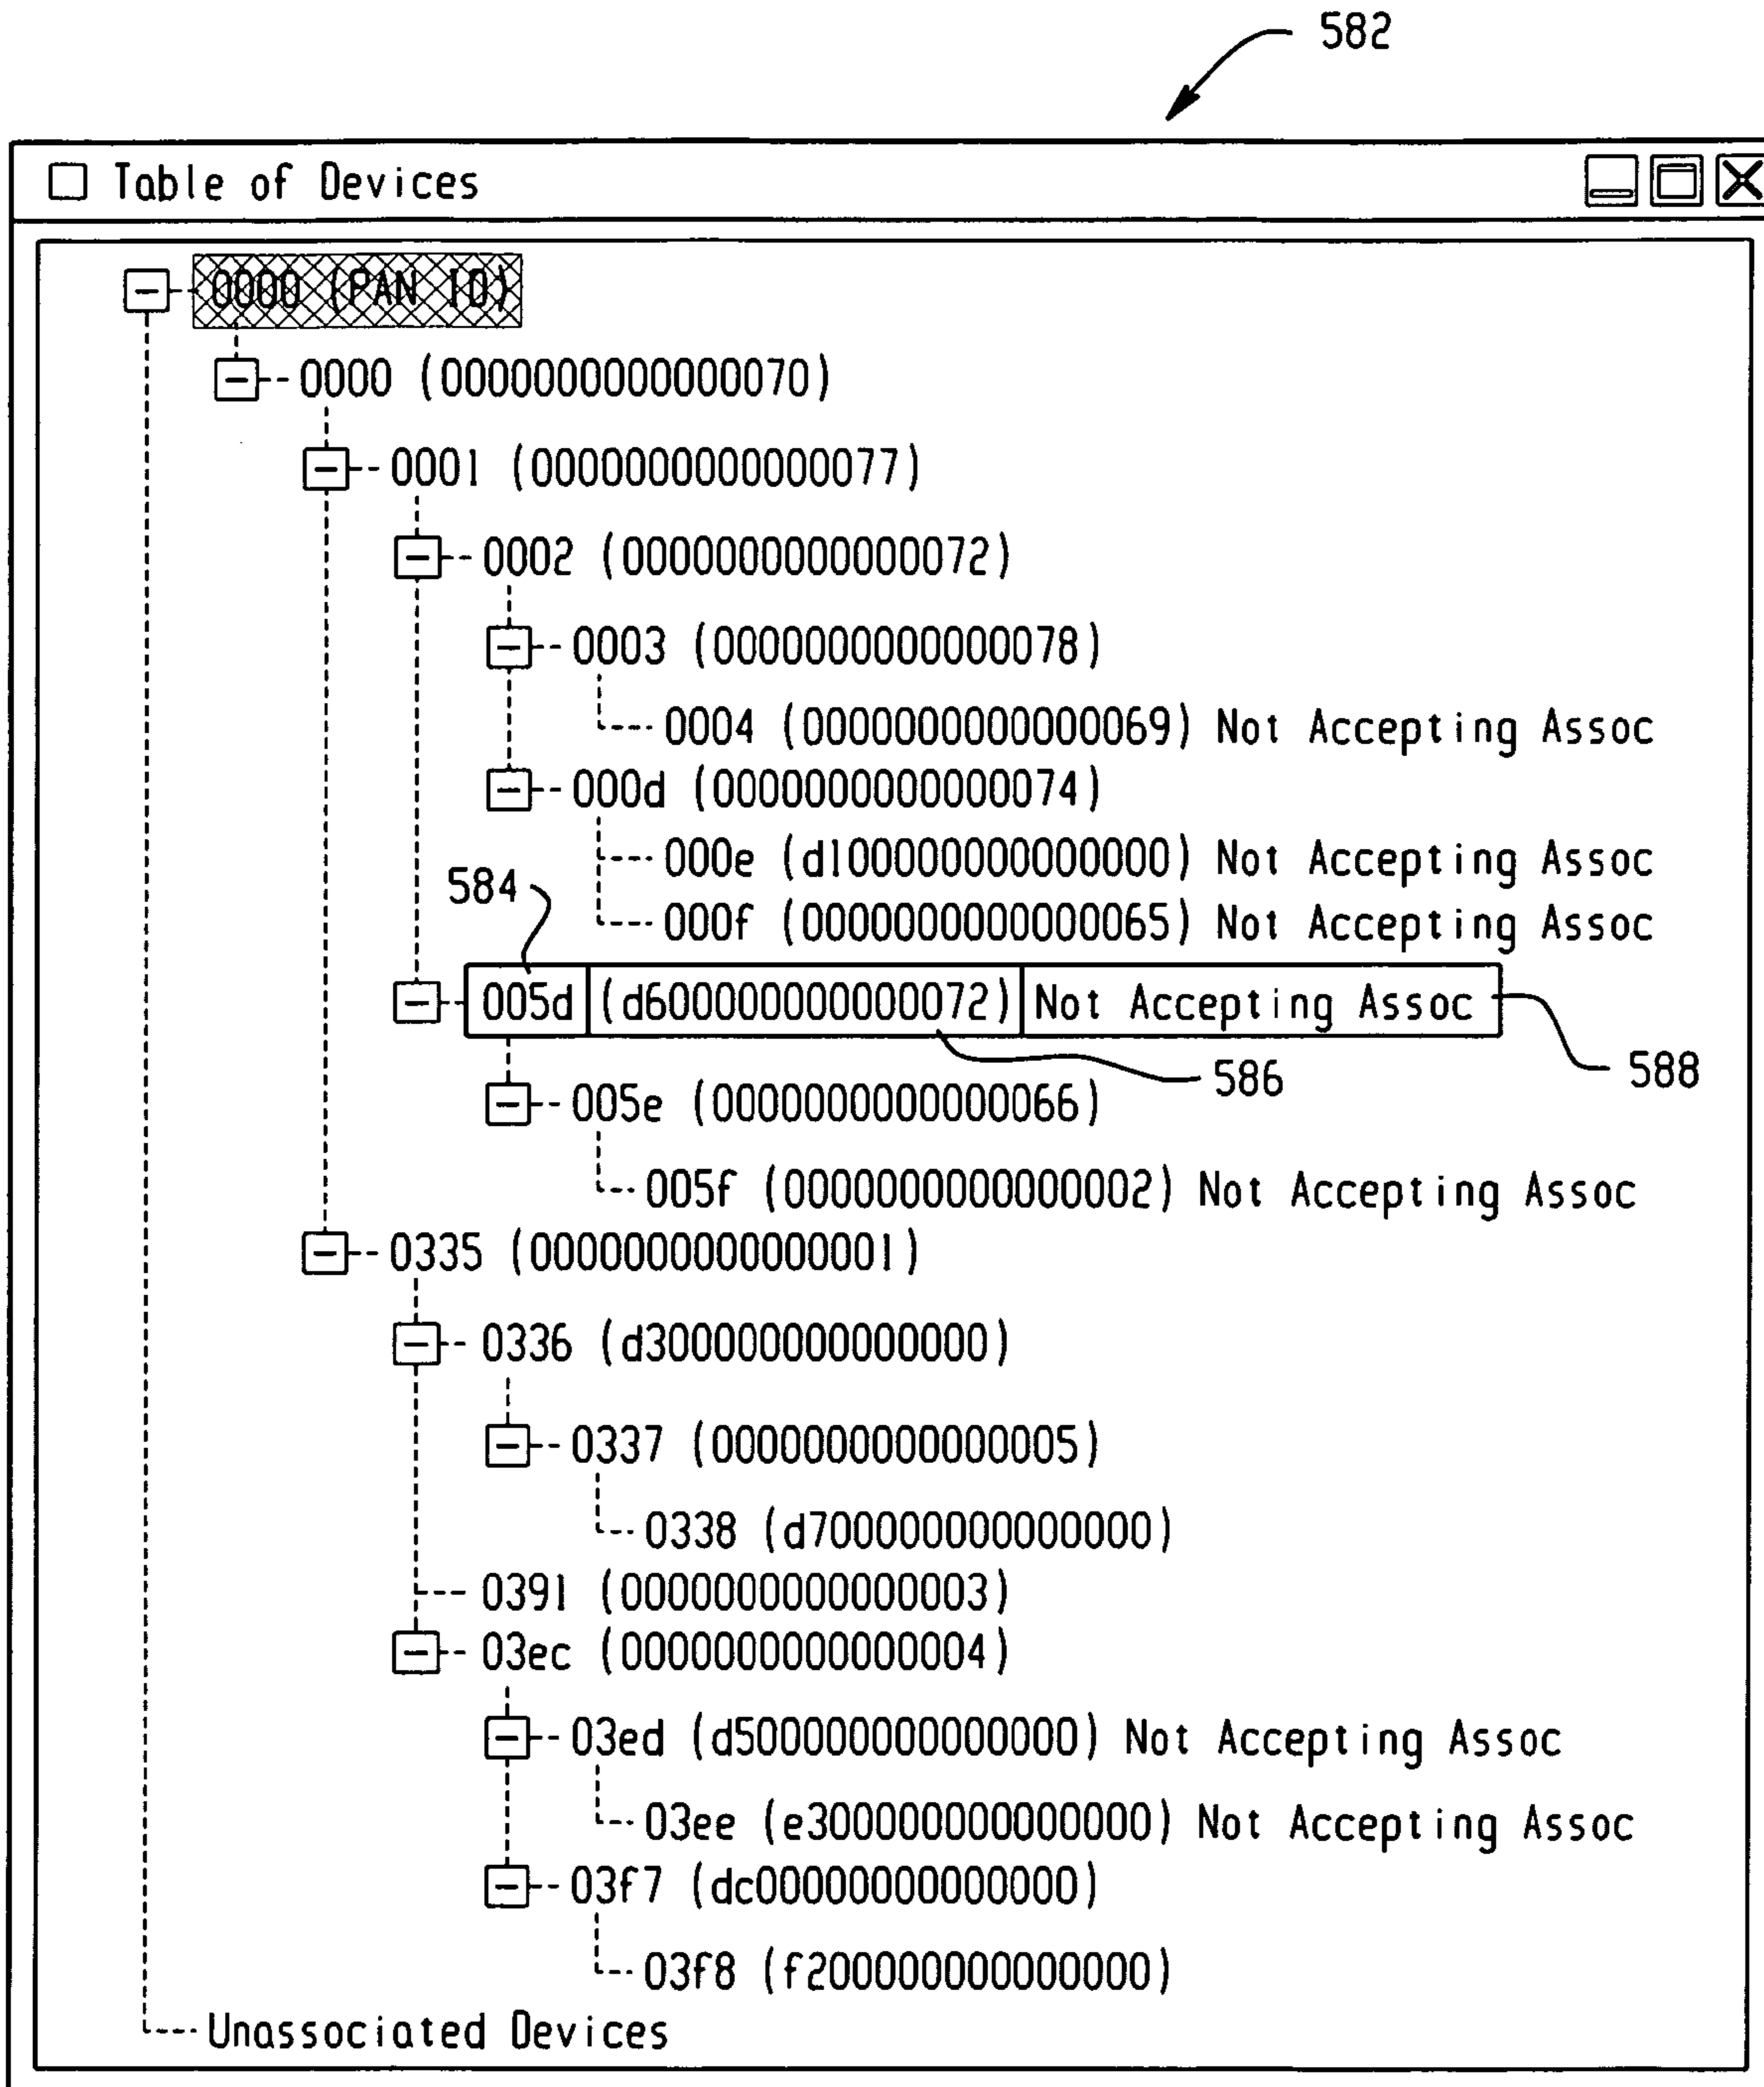 582
Table of Devices
0000 (PAN ID)
0000 (0000000000000070)
0001 (0000000000000077)
0002 (0000000000000072)
0003 (0000000000000078)
0004 (0000000000000069) Not Accepting Assoc
000d (0000000000000074)
000e (d100000000000000) Not Accepting Assoc
584
000f (0000000000000065) Not Accepting Assoc
005d (d600000000000072) Not Accepting Assoc
586
588
005e (0000000000000066)
005f (0000000000000002) Not Accepting Assoc
0335 (0000000000000001)
0336 (d300000000000000)
0337 (0000000000000005)
0338 (d700000000000000)
0391 (0000000000000003)
03ec (0000000000000004)
03ed (d500000000000000) Not Accepting Assoc
03ee (e300000000000000) Not Accepting Assoc
03f7 (dc00000000000000)
03f8 (f200000000000000)
Unassociated Devices